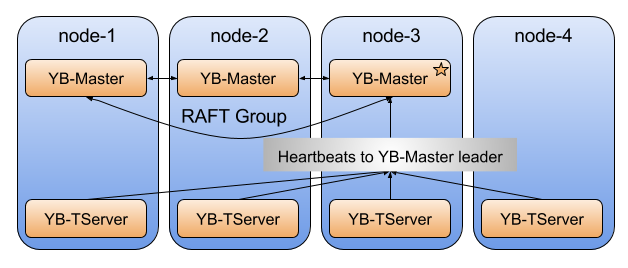 node-1
node-2
node-3
node-4
YB-Master
YB-Master
YB-Master
RAFT Group
Heartbeats to YB-Master leader
YB-TServer
YB-TServer
YB-TServer
YB-TServer